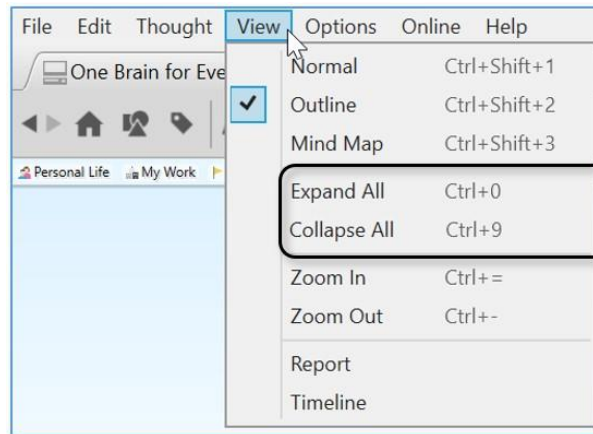 File Edit Thought View Options Online Help
One Brain for Eve
Personal Life My Work
Normal Ctrl+Shift+1
Outline Ctrl+Shift+2
Mind Map Ctrl+Shift+3
Expand All Ctrl+0
Collapse All Ctrl+9
Zoom In Ctrl+=
Zoom Out Ctrl+-
Report
Timeline